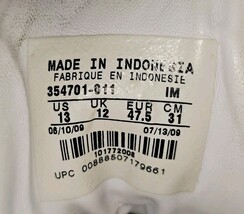 MADE IN INDONESIA
FABRIQUE EN INDONESIE
354701-011 IM
US UK EUR CM
13 12 47.5 31
05/10/09 07/13/09
101772008
UPC 00888507179661